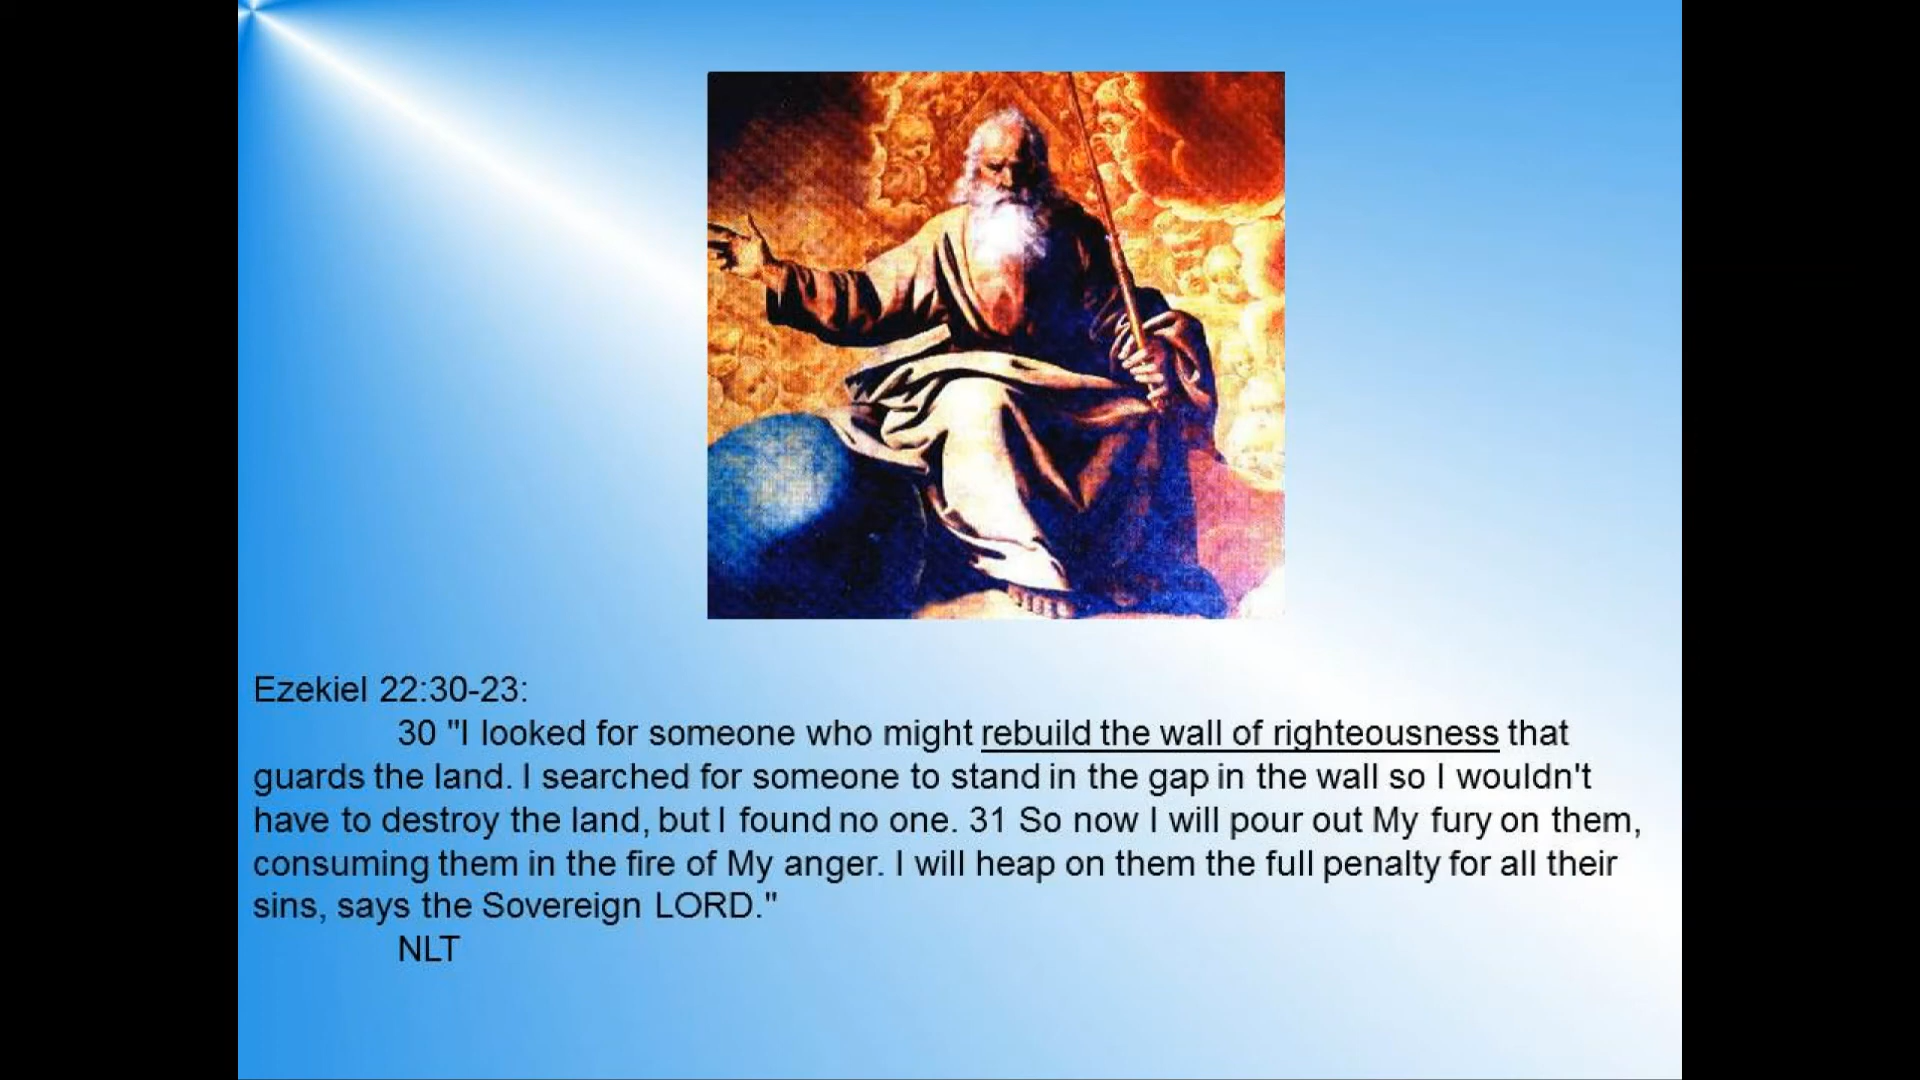 Ezekiel 22:30-23:
30 "I looked for someone who might rebuild the wall of righteousness that
guards the land. I searched for someone to stand in the gap in the wall so I wouldn't
have to destroy the land, but I found no one. 31 So now I will pour out My fury on them,
consuming them in the fire of My anger. I will heap on them the full penalty for all their
sins, says the Sovereign LORD."
NLT